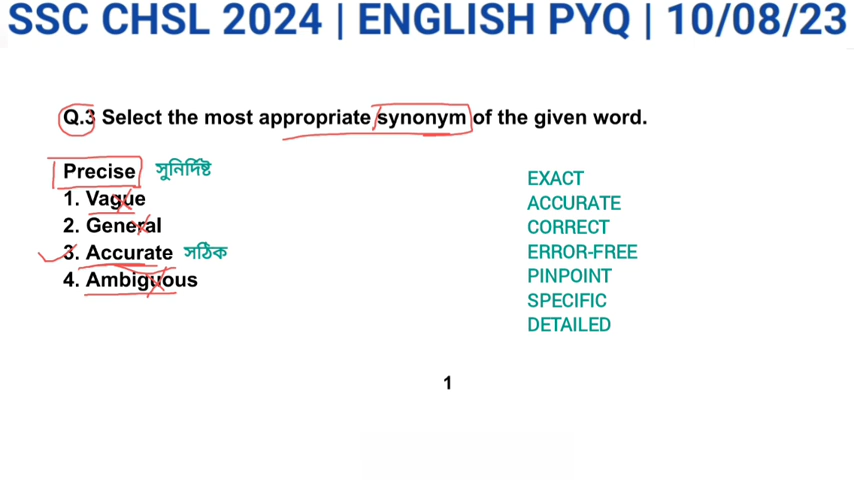 SSC CHSL 2024 | ENGLISH PYQ | 10/08/23
Q.3 Select the most appropriate synonym of the given word.
Precise সুনির্দিষ্ট
1. Vague
2. General
3. Accurate সঠিক
4. Ambiguous
EXACT
ACCURATE
CORRECT
ERROR-FREE
PINPOINT
SPECIFIC
DETAILED
1